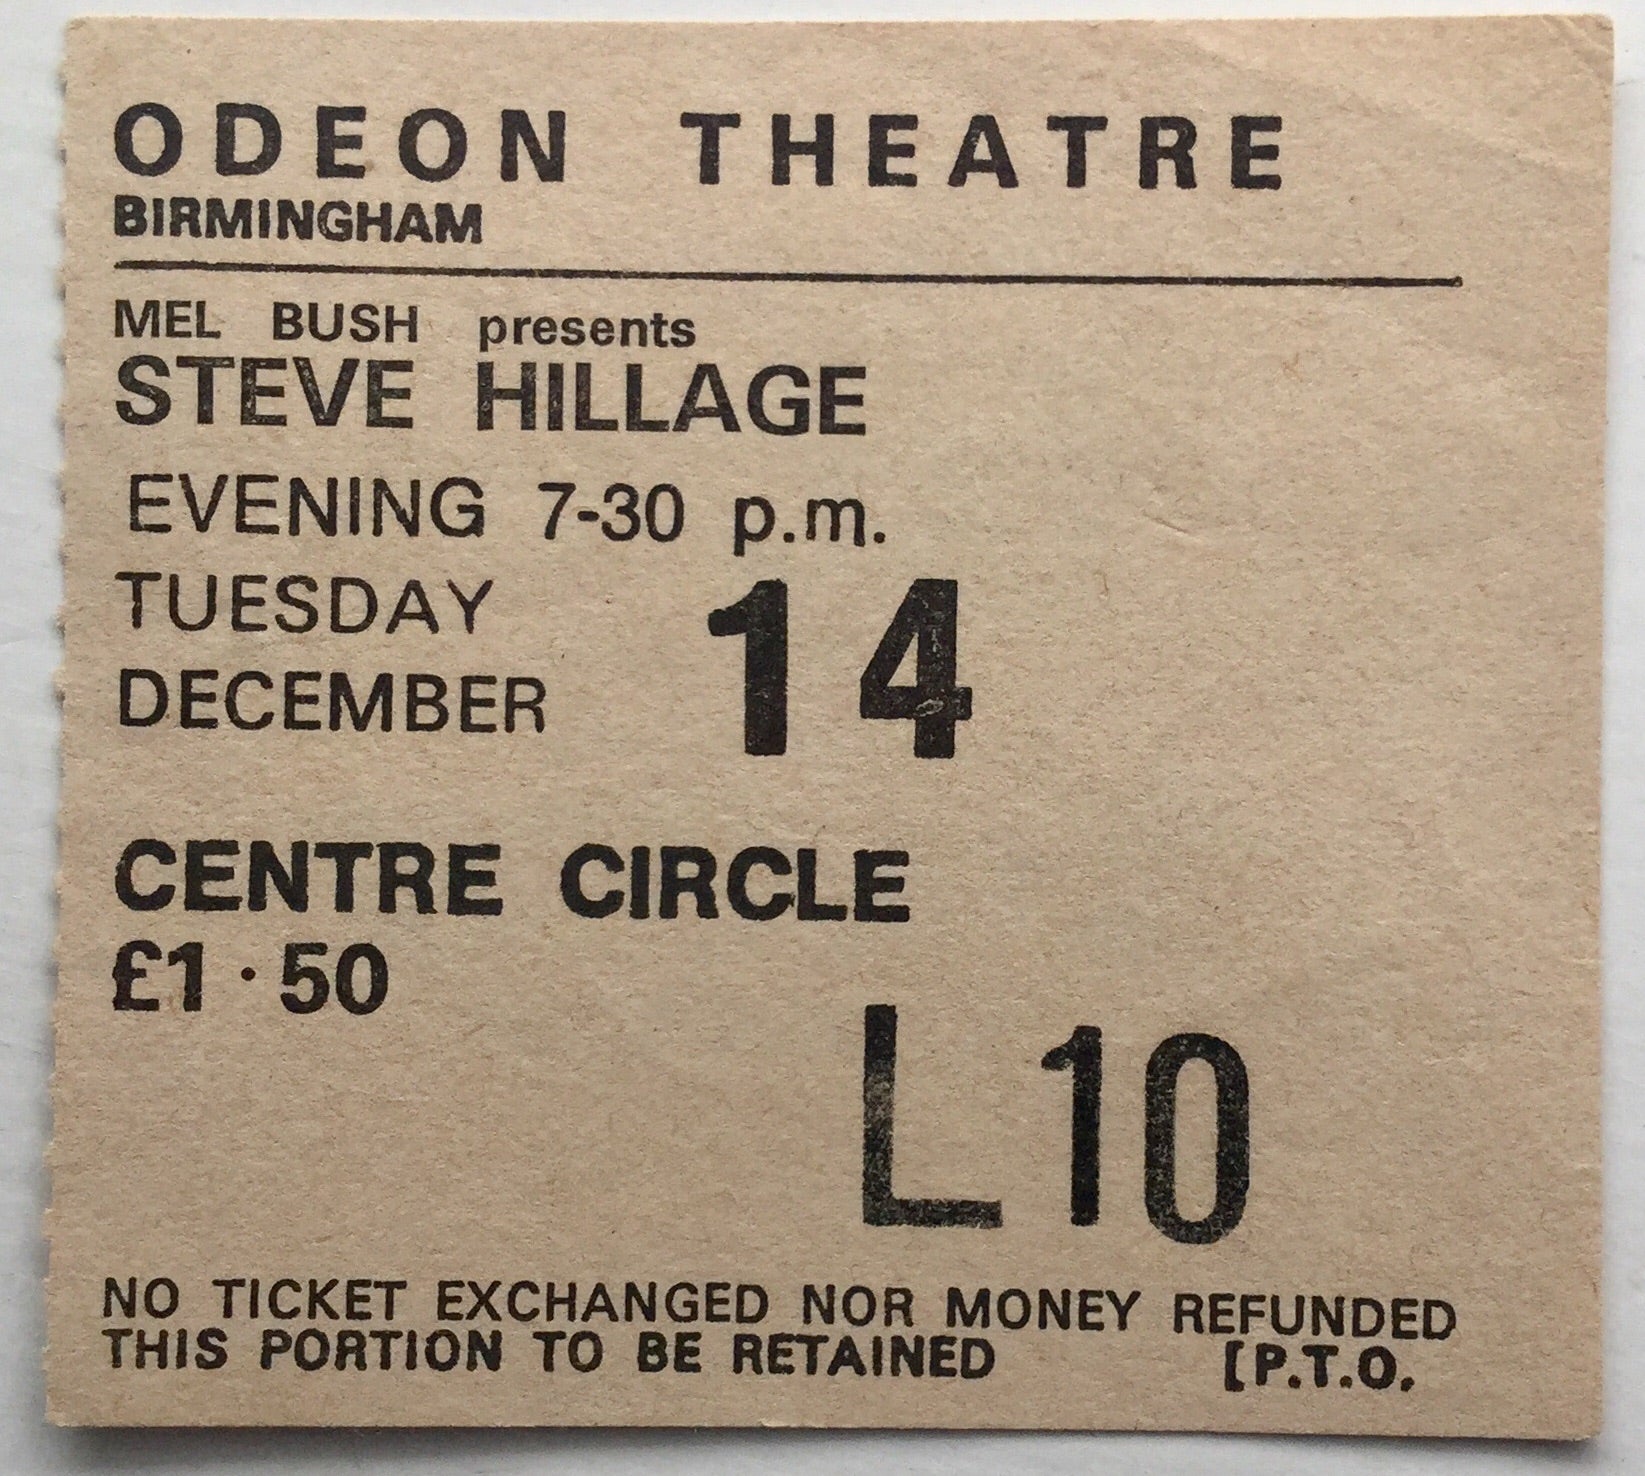 ODEON THEATRE
BIRMINGHAM
MEL BUSH presents
STEVE HILLAGE
EVENING 7-30 p.m.
TUESDAY 14
DECEMBER
CENTRE CIRCLE
£1·50
L10
NO TICKET EXCHANGED NOR MONEY REFUNDED
THIS PORTION TO BE RETAINED [P.T.O.